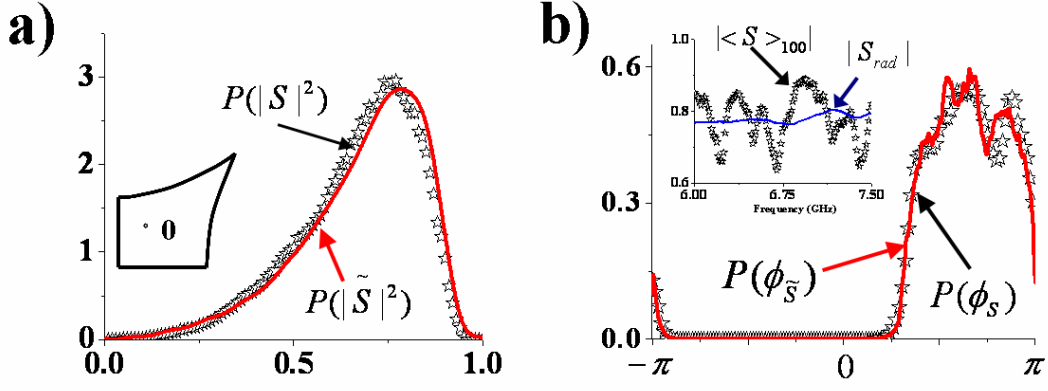 a)
3
2
1
0
0.0
0.5
1.0
P(|S|²)
P(|S̃|²)
0
b)
0.6
0.3
0.0
−π
0
π
|<S>₁₀₀|
|S_rad|
1.0
0.8
0.6
6.00
6.75
7.50
Frequency (GHz)
P(ϕ_S̃)
P(ϕ_S)